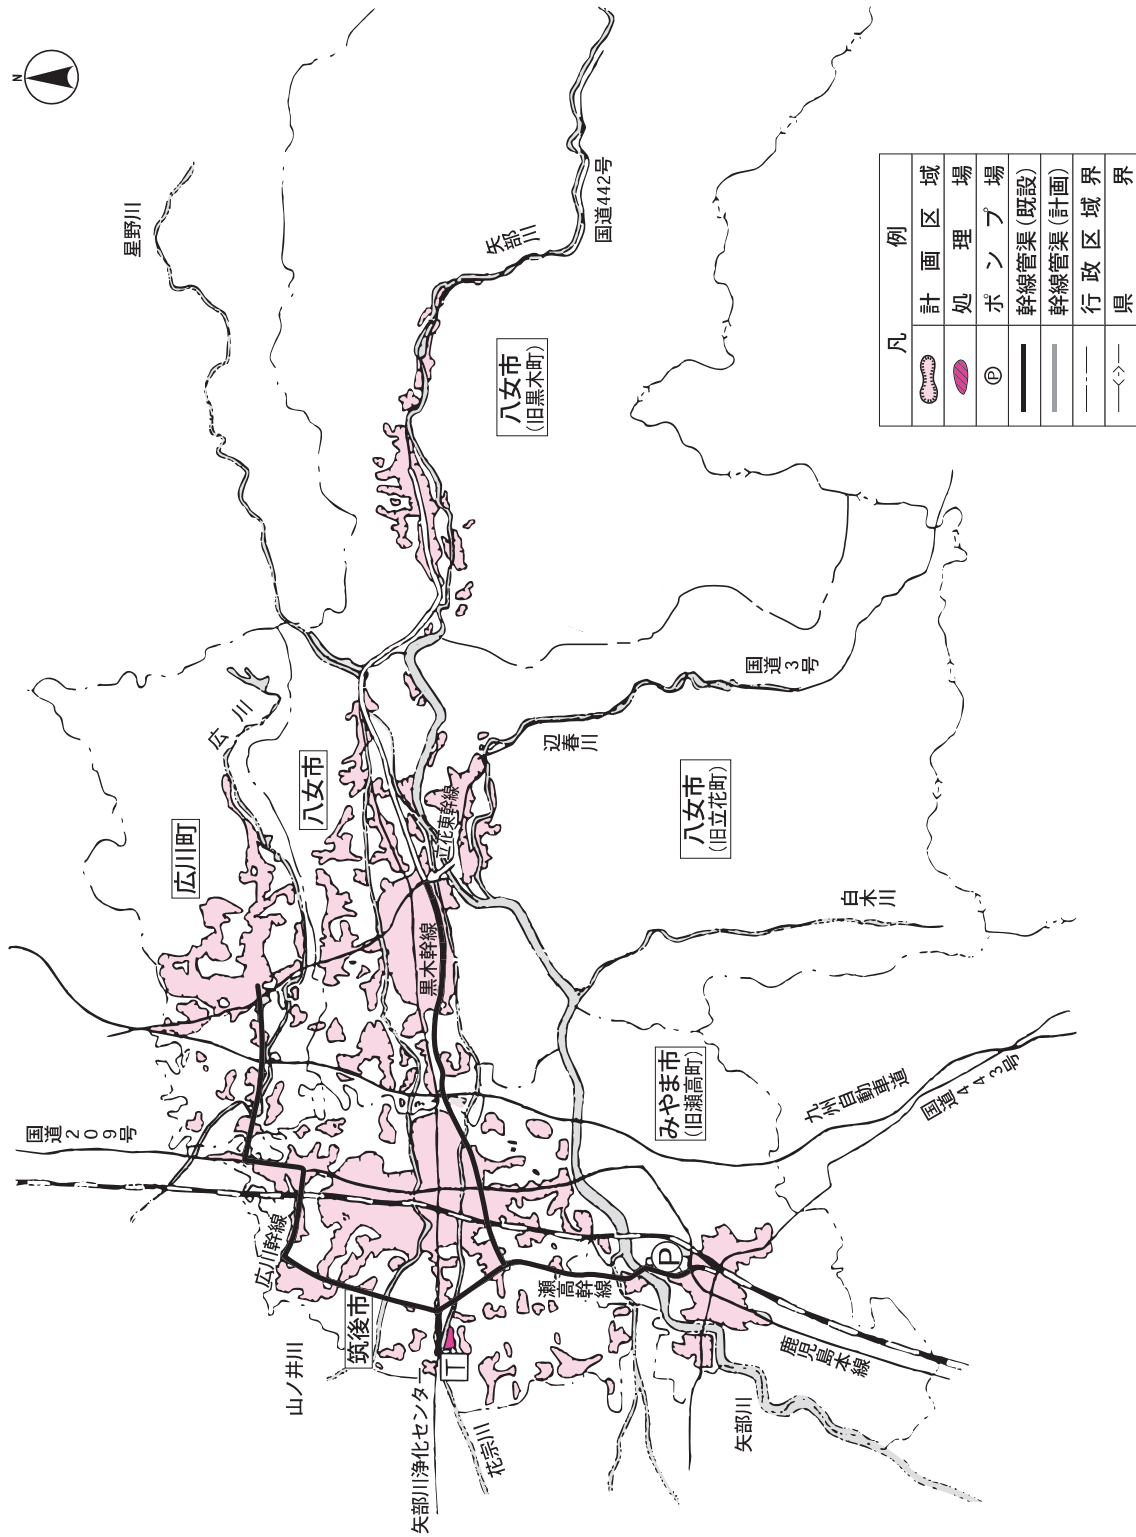 N
星野川
矢部川
国道442号
八女市
(旧黒木町)
広川
八女市
広川町
国道3号
辺春川
立花東幹線
八女市
(旧立花町)
白木川
黒木幹線
みやま市
(旧瀬高町)
九州自動車道
国道443号
国道209号
広川幹線
筑後市
山ノ井川
瀬高幹線
P
T
矢部川浄化センター
花宗川
矢部川
鹿児島本線
凡例
計画区域
処理場
P ポンプ場
幹線管渠(既設)
幹線管渠(計画)
行政区域界
県界